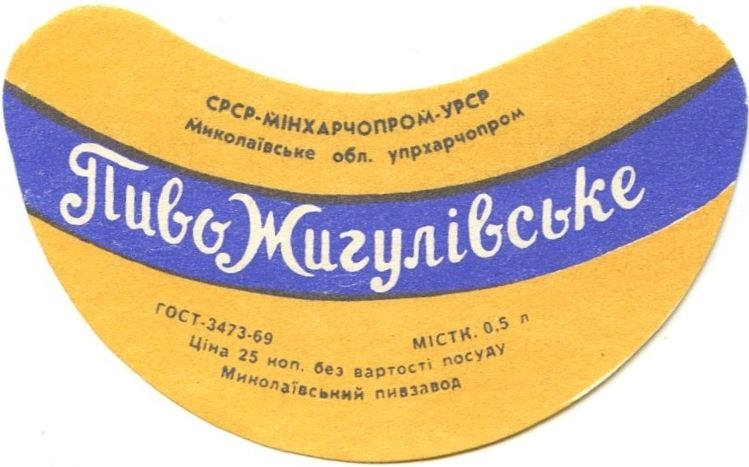 СРСР-МІНХАРЧОПРОМ-УРСР
Миколаївське обл. упрхарчопром
Пиво Жигулівське
ГОСТ-3473-69 МІСТК. 0,5 л
Ціна 25 коп. без вартості посуду
Миколаївський пивзавод